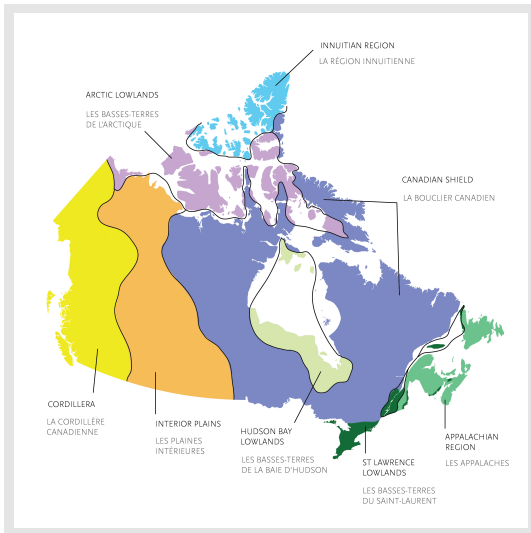 INNUITIAN REGION
LA RÉGION INNUITIENNE
ARCTIC LOWLANDS
LES BASSES-TERRES
DE L'ARCTIQUE
CANADIAN SHIELD
LA BOUCLIER CANADIEN
CORDILLERA
LA CORDILLÈRE
CANADIENNE
INTERIOR PLAINS
LES PLAINES
INTÉRIEURES
HUDSON BAY
LOWLANDS
LES BASSES-TERRES
DE LA BAIE D'HUDSON
ST LAWRENCE
LOWLANDS
LES BASSES-TERRES
DU SAINT-LAURENT
APPALACHIAN
REGION
LES APPALACHES